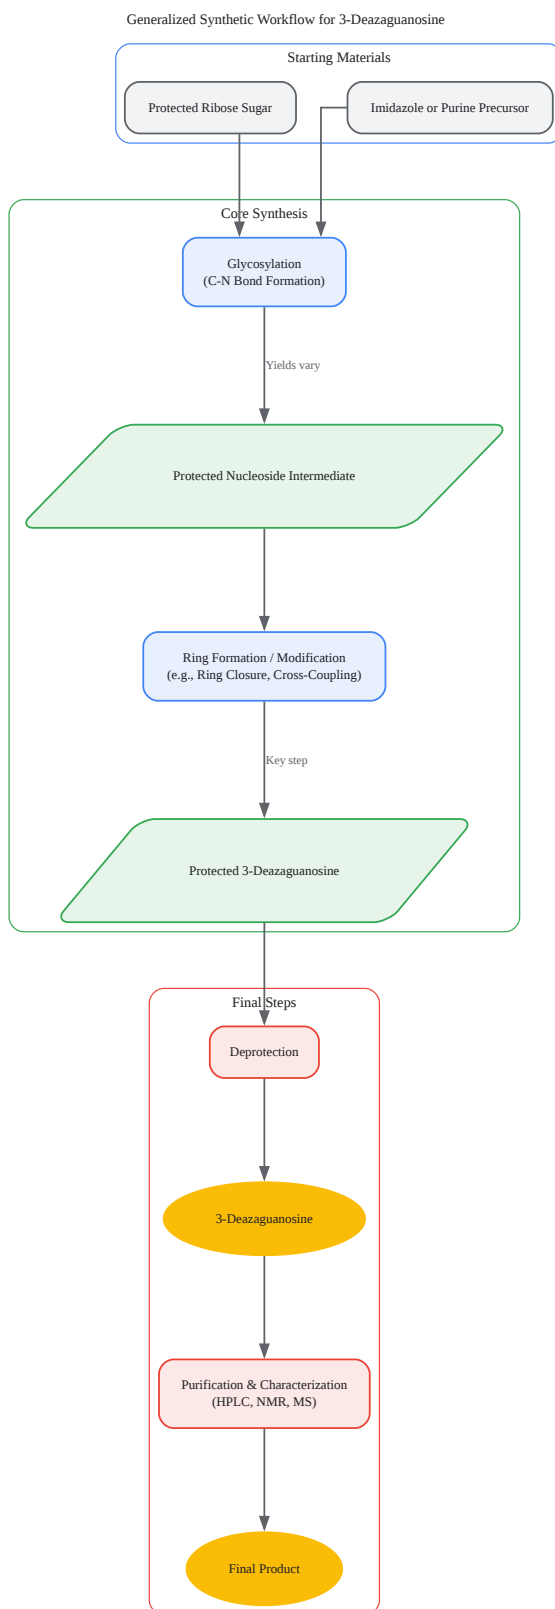 Generalized Synthetic Workflow for 3-Deazaguanosine
Starting Materials
Protected Ribose Sugar
Imidazole or Purine Precursor
Core Synthesis
Glycosylation
(C-N Bond Formation)
Yields vary
Protected Nucleoside Intermediate
Ring Formation / Modification
(e.g., Ring Closure, Cross-Coupling)
Key step
Protected 3-Deazaguanosine
Final Steps
Deprotection
3-Deazaguanosine
Purification & Characterization
(HPLC, NMR, MS)
Final Product